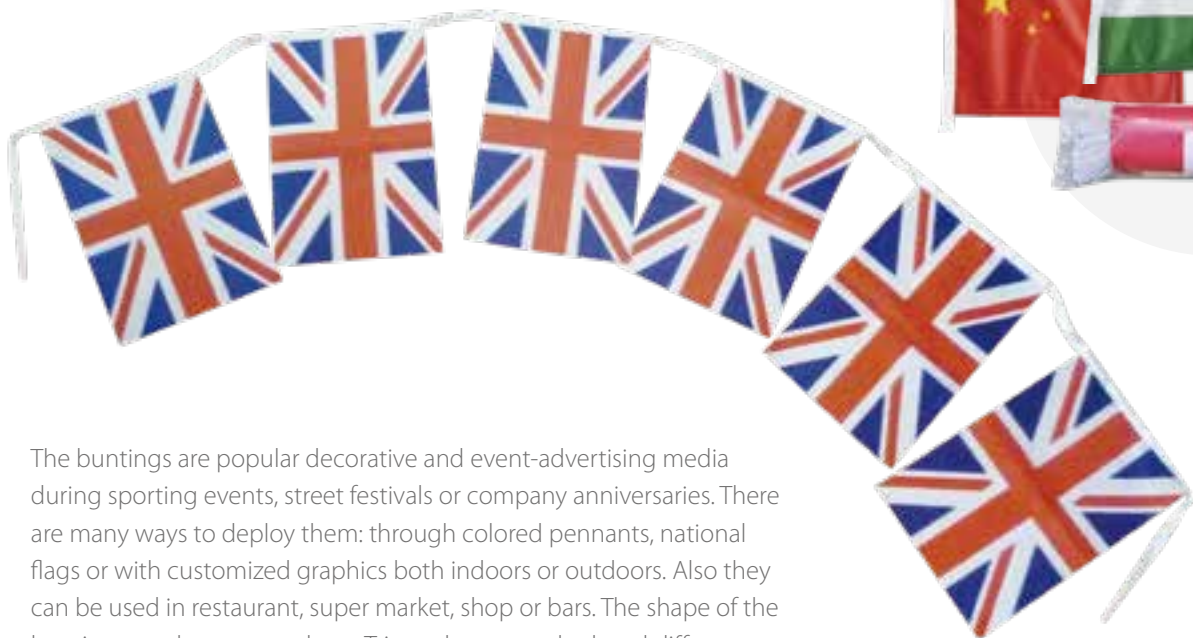 The buntings are popular decorative and event-advertising media
during sporting events, street festivals or company anniversaries. There
are many ways to deploy them: through colored pennants, national
flags or with customized graphics both indoors or outdoors. Also they
can be used in restaurant, super market, shop or bars. The shape of the